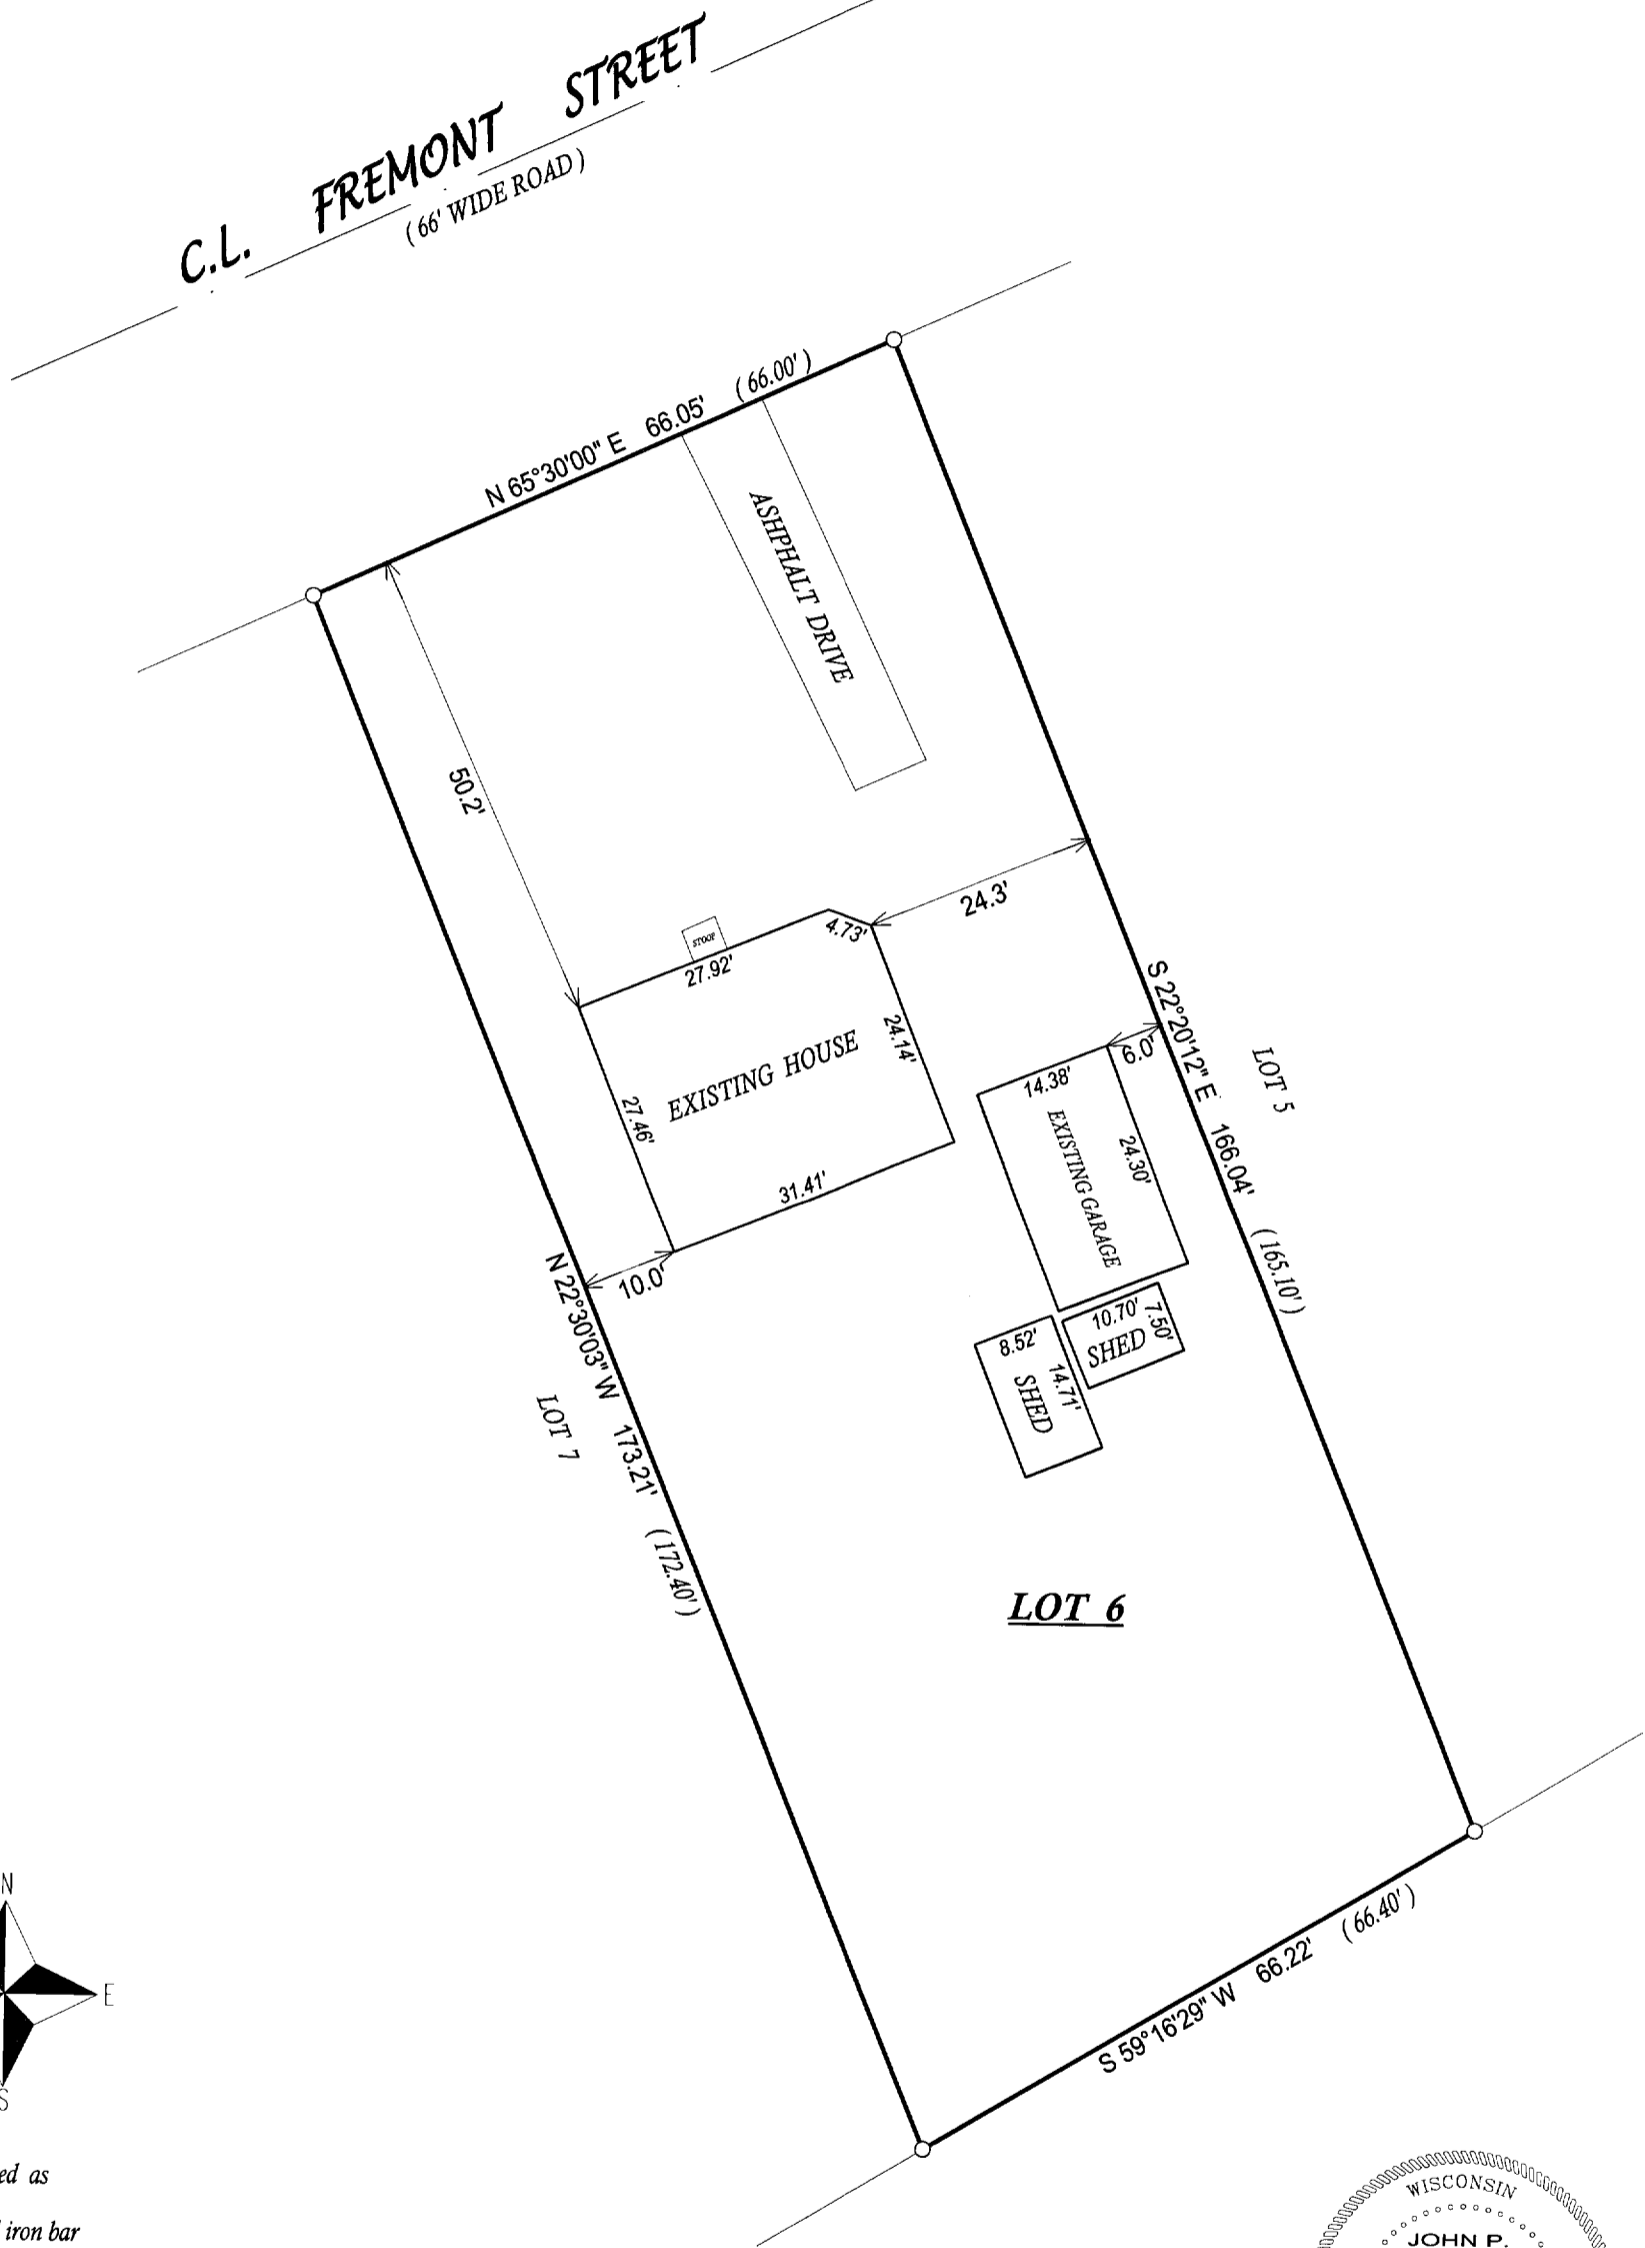 C.L. FREMONT STREET
( 66' WIDE ROAD )
N 65°30'00" E 66.05' ( 66.00' )
ASHPHALT DRIVE
50.2'
24.3'
STOOP
4.73'
27.92'
24.14'
EXISTING HOUSE
27.46'
31.41'
10.0'
S 22°20'12" E 166.04' ( 165.10' )
LOT 5
6.0'
14.38'
EXISTING GARAGE
24.30'
10.70'
7.50'
SHED
8.52'
14.71'
SHED
N 22°30'03" W 173.21' ( 172.40' )
LOT 7
LOT 6
S 59°16'29" W 66.22' ( 66.40' )
N
E
S
ed as
iron bar
WISCONSIN
JOHN P.